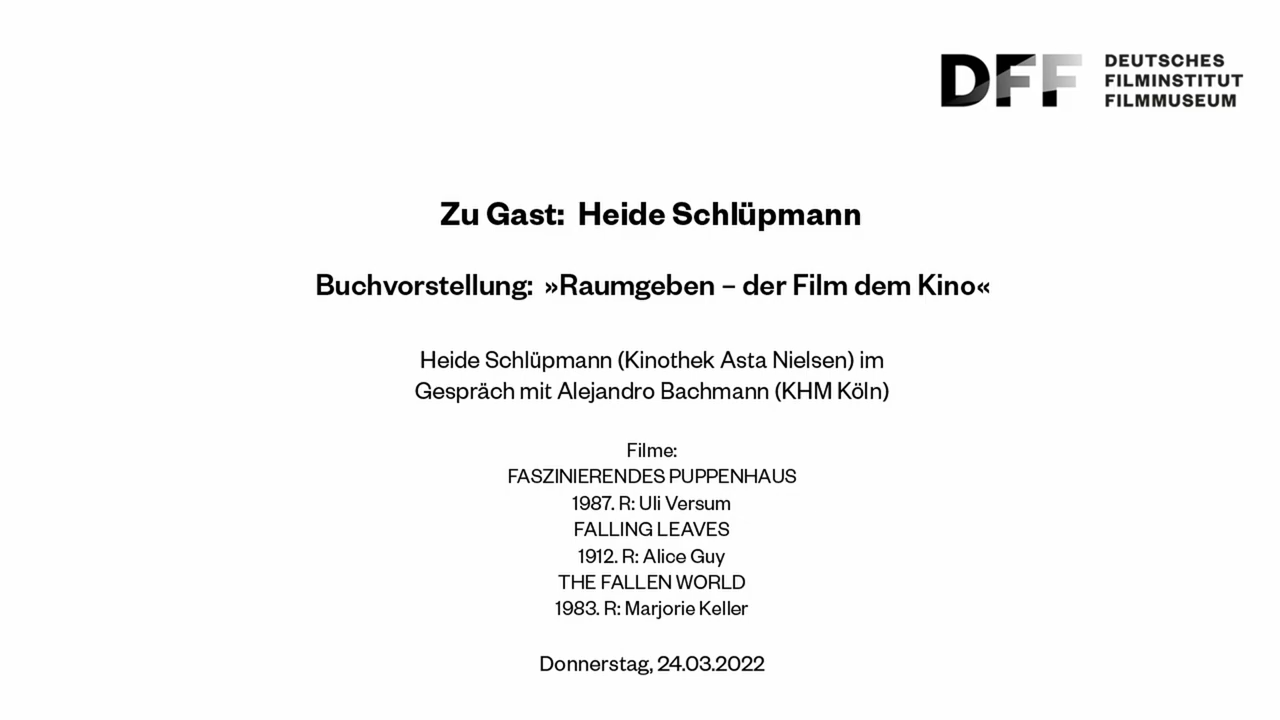 DFF DEUTSCHES
FILMINSTITUT
FILMMUSEUM
Zu Gast: Heide Schlüpmann
Buchvorstellung: »Raumgeben – der Film dem Kino«
Heide Schlüpmann (Kinothek Asta Nielsen) im
Gespräch mit Alejandro Bachmann (KHM Köln)
Filme:
FASZINIERENDES PUPPENHAUS
1987. R: Uli Versum
FALLING LEAVES
1912. R: Alice Guy
THE FALLEN WORLD
1983. R: Marjorie Keller
Donnerstag, 24.03.2022